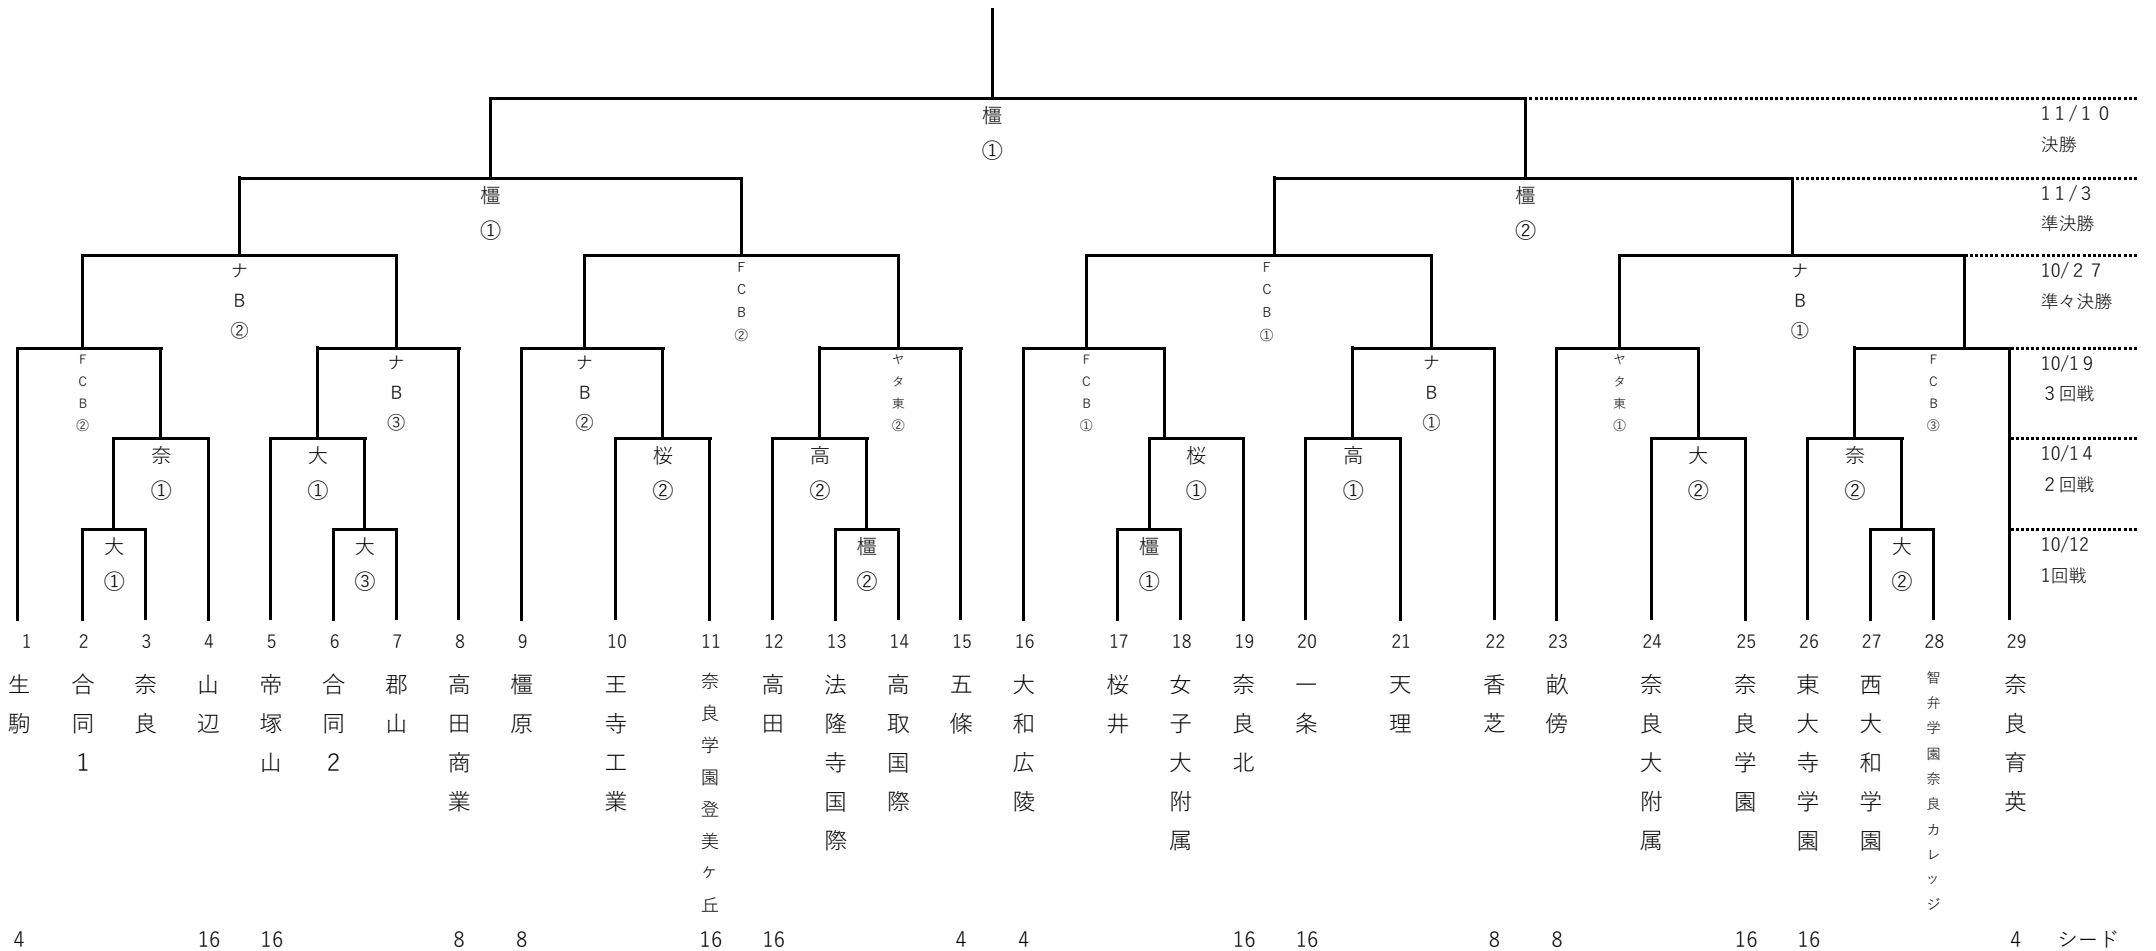 橿
①
11/１０
決勝
橿
①
橿
②
11/3
準決勝
ナ
B
②
F
C
B
②
F
C
B
①
ナ
B
①
10/２７
準々決勝
F
C
B
②
ナ
B
③
ナ
B
②
ヤ
タ
東
②
F
C
B
①
ナ
B
①
ヤ
タ
東
①
F
C
B
③
10/19
３回戦
奈
①
大
①
桜
②
高
②
桜
①
高
①
大
②
奈
②
10/14
２回戦
大
①
大
③
橿
②
橿
①
大
②
10/12
1回戦
1 2 3 4 5 6 7 8 9 10 11 12 13 14 15 16 17 18 19 20 21 22 23 24 25 26 27 28 29
生駒
合同1
奈良
山辺
帝塚山
合同2
郡山
高田商業
橿原
王寺工業
奈良学園登美ヶ丘
高田
法隆寺国際
高取国際
五條
大和広陵
桜井
女子大附属
奈良北
一条
天理
香芝
畝傍
奈良大附属
奈良学園
東大寺学園
西大和学園
智弁学園奈良カレッジ
奈良育英
4 16 16 8 8 16 16 4 4 16 16 8 8 16 16 4 シード